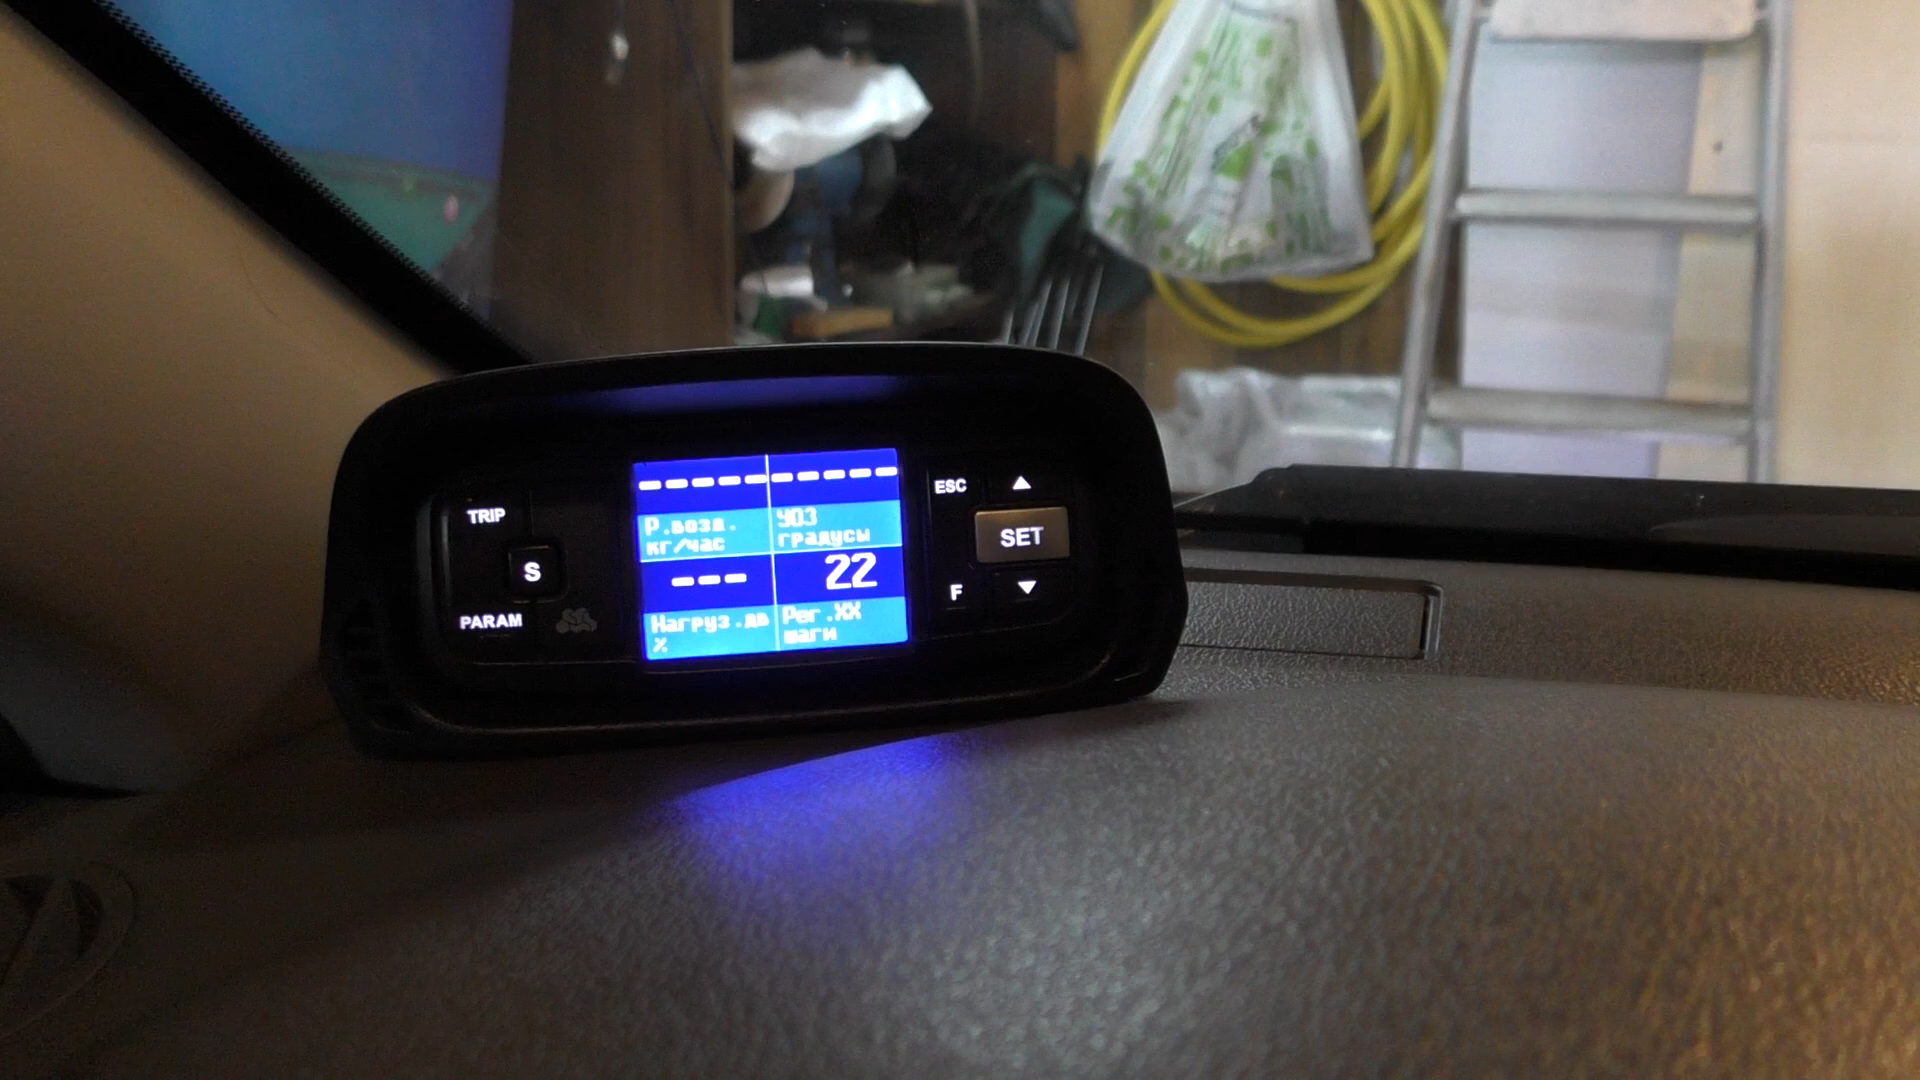 TRIP
S
PARAM
----- -----
Р.возд.
кг/час
УОЗ
градусы
--- 22
Нагруз.дв
%
Рег.ХХ
шаги
ESC
SET
F